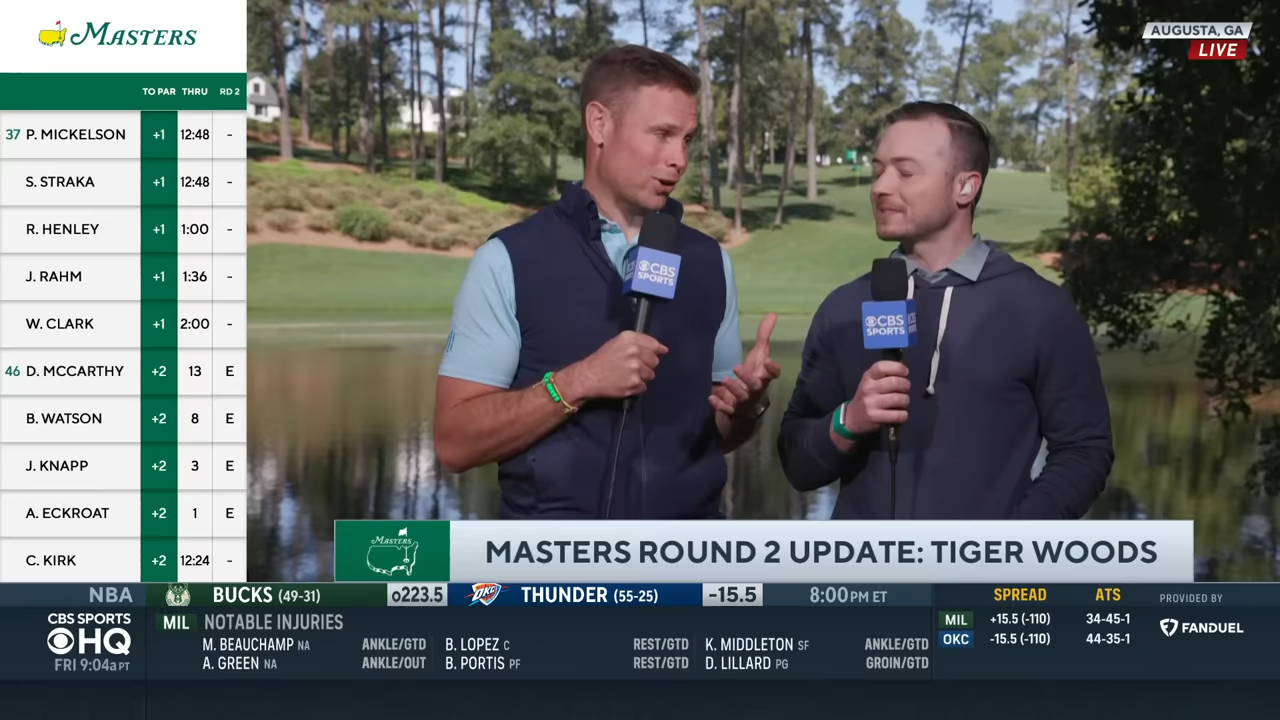 MASTERS
TO PAR THRU RD 2
37 P. MICKELSON +1 12:48 -
S. STRAKA +1 12:48 -
R. HENLEY +1 1:00 -
J. RAHM +1 1:36 -
W. CLARK +1 2:00 -
46 D. MCCARTHY +2 13 E
B. WATSON +2 8 E
J. KNAPP +2 3 E
A. ECKROAT +2 1 E
C. KIRK +2 12:24 -
AUGUSTA, GA
LIVE
CBS SPORTS
CBS SPORTS
MASTERS
MASTERS ROUND 2 UPDATE: TIGER WOODS
NBA BUCKS (49-31) o223.5 OKC THUNDER (55-25) -15.5 8:00 PM ET
CBS SPORTS
HQ
FRI 9:04a PT
MIL NOTABLE INJURIES
M. BEAUCHAMP NA ANKLE/GTD B. LOPEZ C REST/GTD K. MIDDLETON SF ANKLE/GTD
A. GREEN NA ANKLE/OUT B. PORTIS PF REST/GTD D. LILLARD PG GROIN/GTD
SPREAD ATS
MIL +15.5 (-110) 34-45-1
OKC -15.5 (-110) 44-35-1
PROVIDED BY
FANDUEL